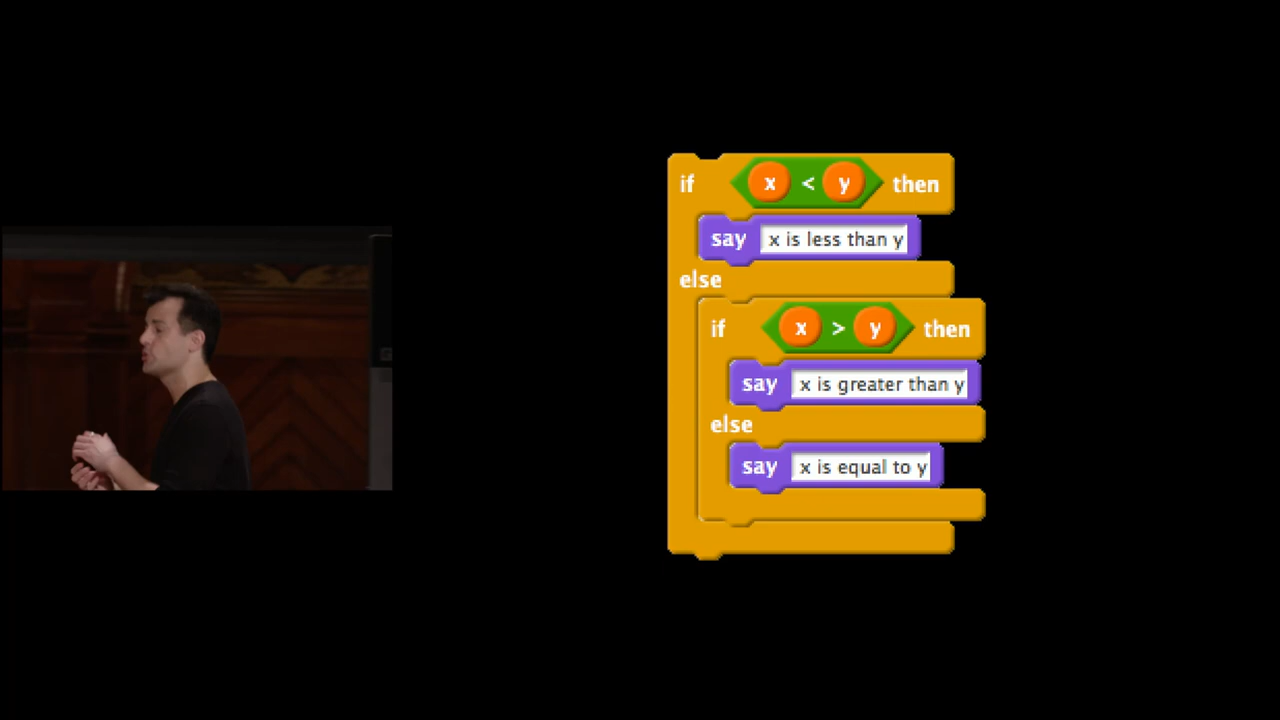 if x < y then
say x is less than y
else
if x > y then
say x is greater than y
else
say x is equal to y